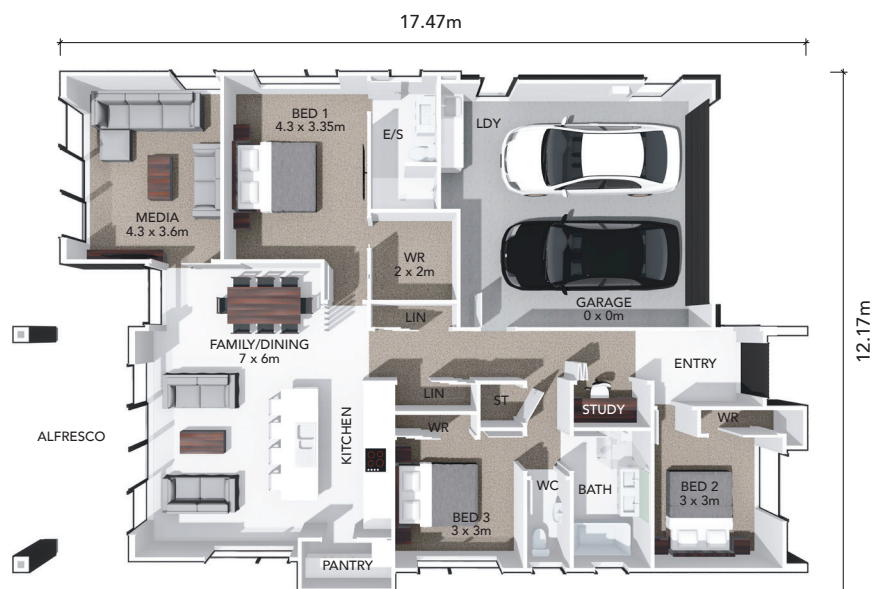 17.47m
BED 1
4.3 x 3.35m
E/S
LDY
MEDIA
4.3 x 3.6m
WR
2 x 2m
GARAGE
0 x 0m
12.17m
LIN
FAMILY/DINING
7 x 6m
ENTRY
LIN
ST
STUDY
WR
WR
KITCHEN
ALFRESCO
WC
BATH
BED 2
3 x 3m
BED 3
3 x 3m
PANTRY